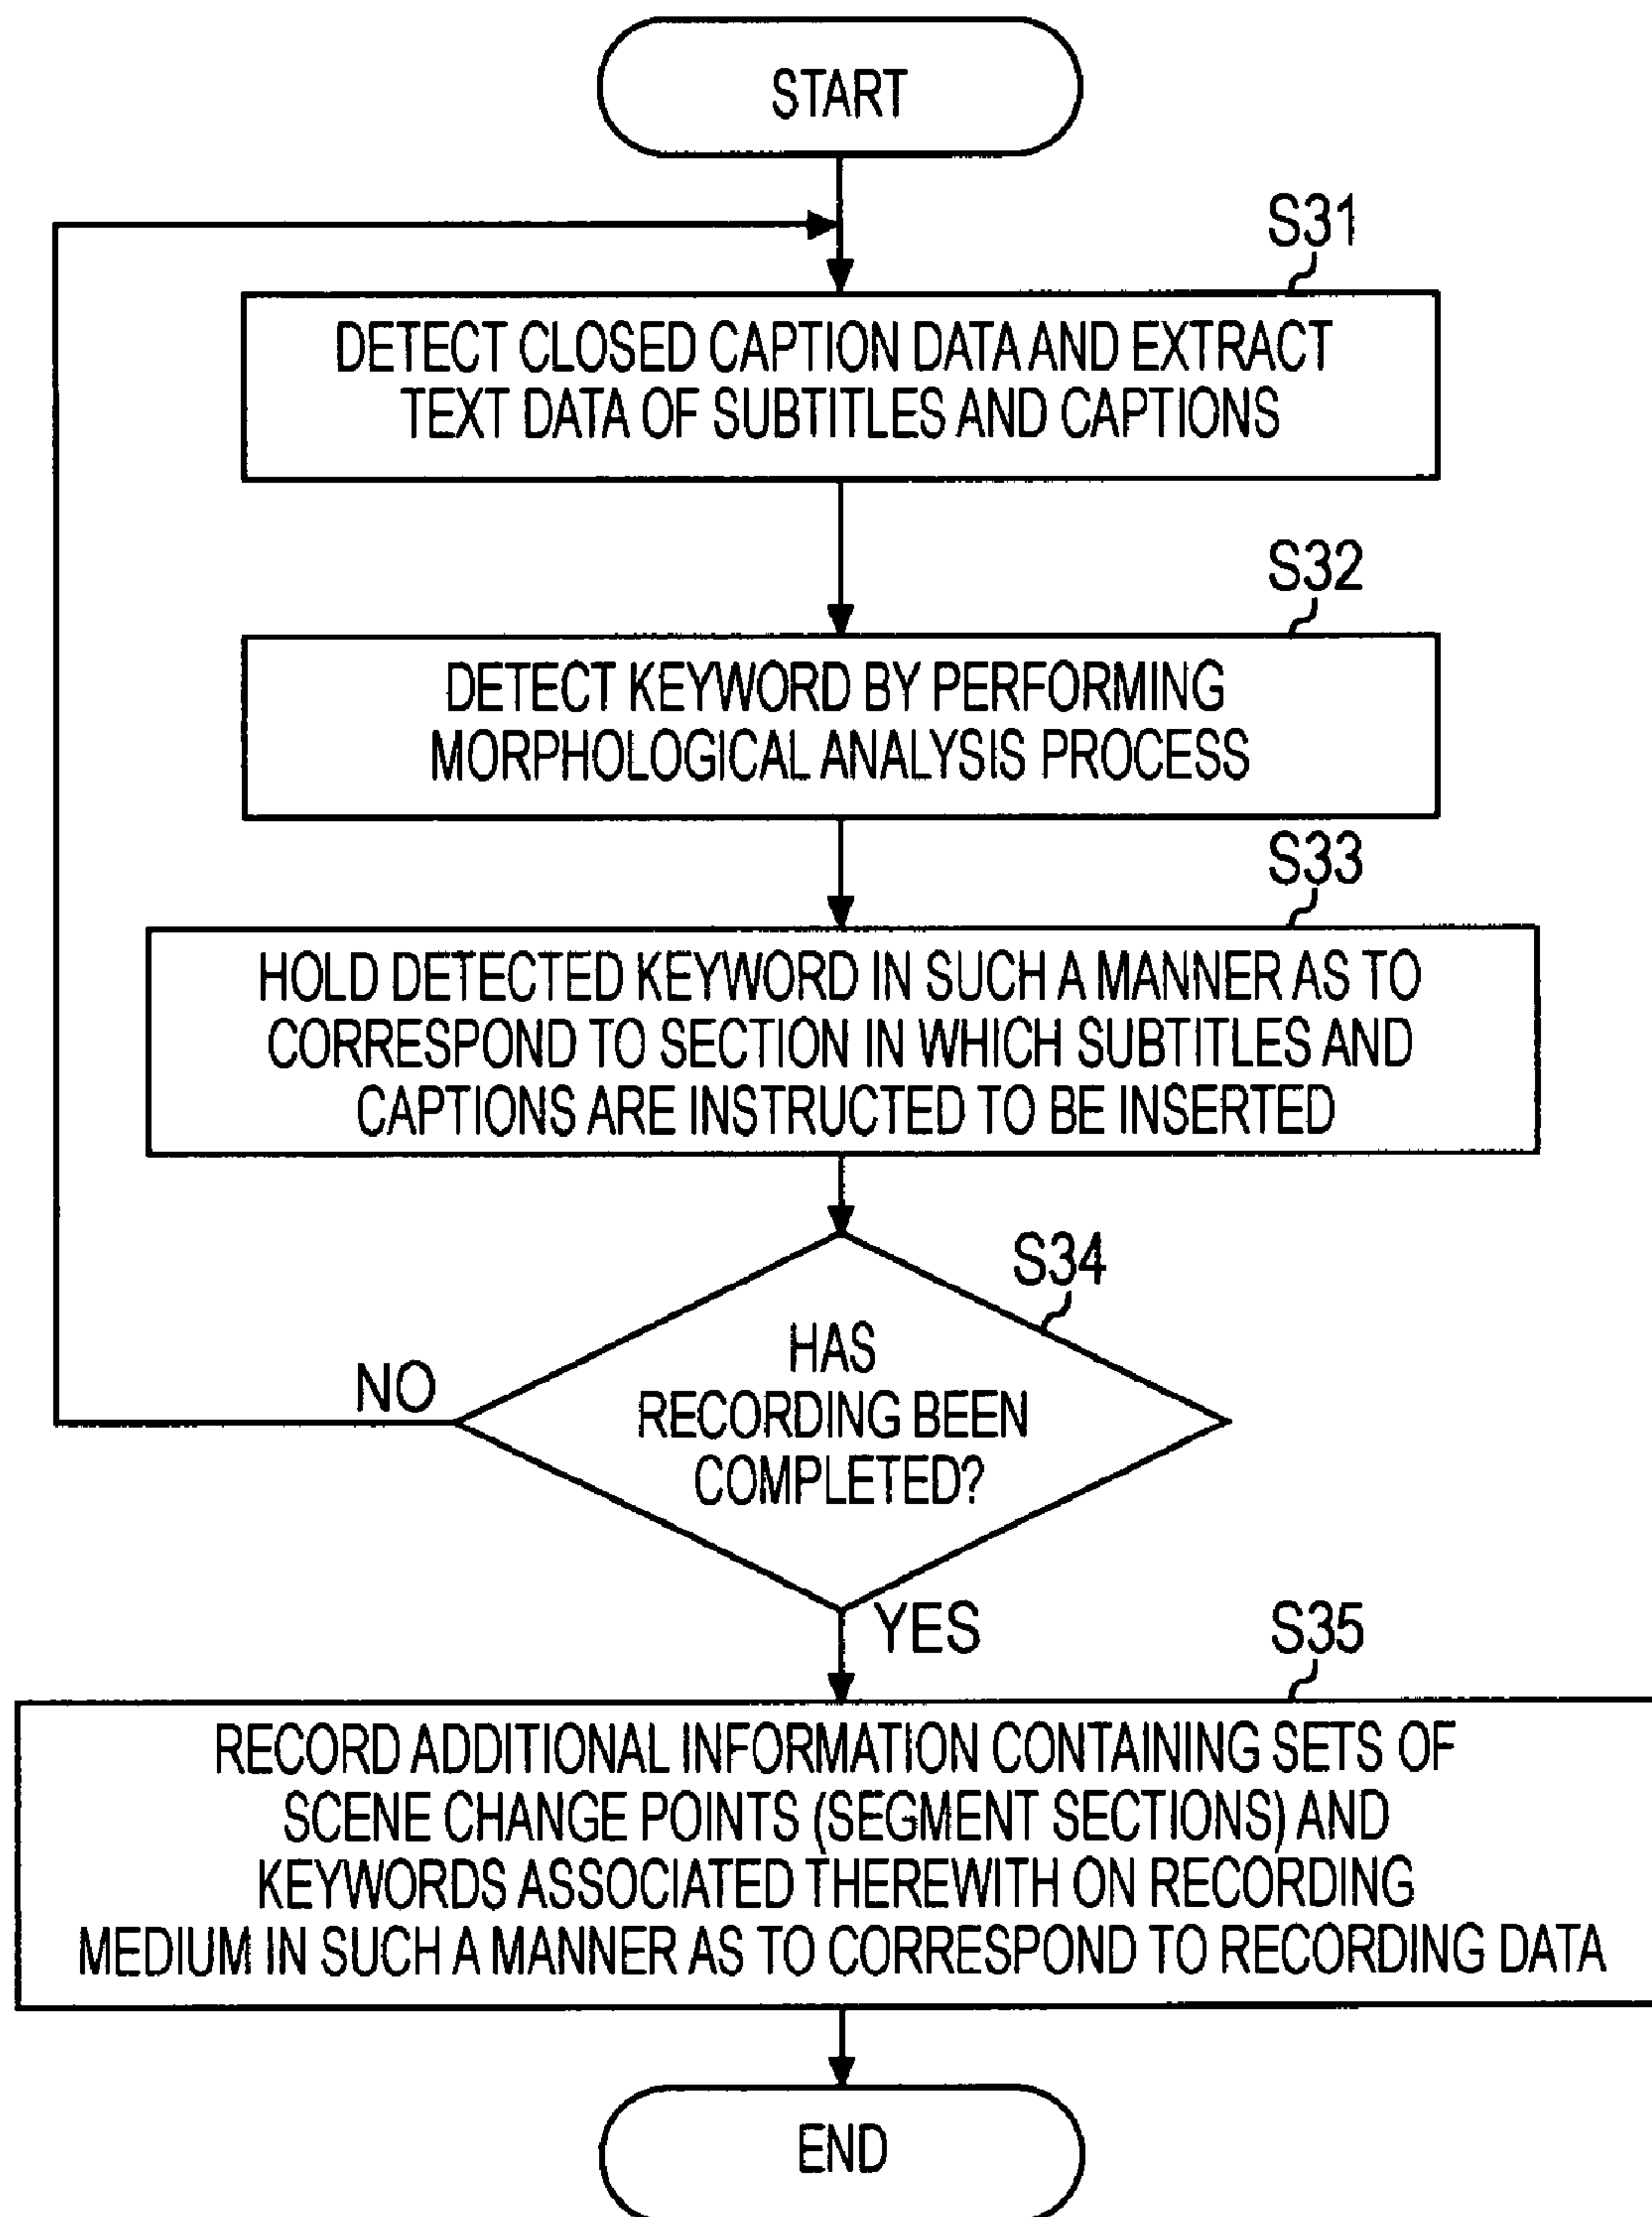 START
S31
DETECT CLOSED CAPTION DATA AND EXTRACT
TEXT DATA OF SUBTITLES AND CAPTIONS
S32
DETECT KEYWORD BY PERFORMING
MORPHOLOGICAL ANALYSIS PROCESS
S33
HOLD DETECTED KEYWORD IN SUCH A MANNER AS TO
CORRESPOND TO SECTION IN WHICH SUBTITLES AND
CAPTIONS ARE INSTRUCTED TO BE INSERTED
S34
HAS
RECORDING BEEN
COMPLETED?
NO
YES
S35
RECORD ADDITIONAL INFORMATION CONTAINING SETS OF
SCENE CHANGE POINTS (SEGMENT SECTIONS) AND
KEYWORDS ASSOCIATED THEREWITH ON RECORDING
MEDIUM IN SUCH A MANNER AS TO CORRESPOND TO RECORDING DATA
END